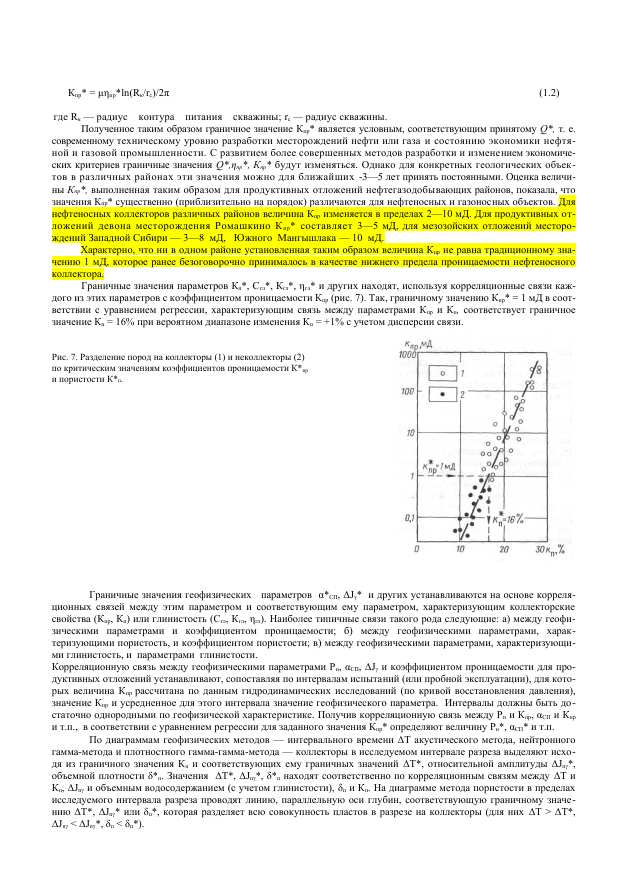 Kпр* = μηпр*ln(Rк/rс)/2π (1.2)
где Rк — радиус контура питания скважины; rс — радиус скважины.
Полученное таким образом граничное значение Kпр* является условным, соответствующим принятому Q*, т. е.
современному техническому уровню разработки месторождений нефти или газа и состоянию экономики нефтя-
ной и газовой промышленности. С развитием более совершенных методов разработки и изменением экономиче-
ских критериев граничные значения Q*,ηпр*, Kпр* будут изменяться. Однако для конкретных геологических объек-
тов в различных районах эти значения можно для ближайших -3—5 лет принять постоянными. Оценка величи-
ны Kпр*, выполненная таким образом для продуктивных отложений нефтегазодобывающих районов, показала, что
значения Kпр* существенно (приблизительно на порядок) различаются для нефтеносных и газоносных объектов. Для
нефтеносных коллекторов различных районов величина Kпр изменяется в пределах 2—10 мД. Для продуктивных от-
ложений девона месторождения Ромашкино Kпр* составляет 3—5 мД, для мезозойских отложений месторо-
ждений Западной Сибири — 3—8 мД, Южного Мангышлака — 10 мД.
Характерно, что ни в одном районе установленная таким образом величина Kпр не равна традиционному зна-
чению 1 мД, которое ранее безоговорочно принималось в качестве нижнего предела проницаемости нефтеносного
коллектора.
Граничные значения параметров Kп*, Cгл*, Kгл*, ηгл* и других находят, используя корреляционные связи каж-
дого из этих параметров с коэффициентом проницаемости Kпр (рис. 7). Так, граничному значению Kпр* = 1 мД в соот-
ветствии с уравнением регрессии, характеризующим связь между параметрами Kпр и Kп, соответствует граничное
значение Kп = 16% при вероятном диапазоне изменения Kп = +1% с учетом дисперсии связи.
Рис. 7. Разделение пород на коллекторы (1) и неколлекторы (2)
по критическим значениям коэффициентов проницаемости K*пр
и пористости K*п.
Kпр,мД
1000
1
2
100
10
K*пр=1мД
1
0,1
K*п=16%
0 10 20 30 Kп,%
Граничные значения геофизических параметров α*СП, ΔJγ* и других устанавливаются на основе корреля-
ционных связей между этим параметром и соответствующим ему параметром, характеризующим коллекторские
свойства (Kпр, Kп) или глинистость (Cгл, Kгл, ηгл). Наиболее типичные связи такого рода следующие: а) между геофи-
зическими параметрами и коэффициентом проницаемости; б) между геофизическими параметрами, харак-
теризующими пористость, и коэффициентом пористости; в) между геофизическими параметрами, характеризующи-
ми глинистость, и параметрами глинистости.
Корреляционную связь между геофизическими параметрами Pп, αСП, ΔJγ и коэффициентом проницаемости для про-
дуктивных отложений устанавливают, сопоставляя по интервалам испытаний (или пробной эксплуатации), для кото-
рых величина Kпр рассчитана по данным гидродинамических исследований (по кривой восстановления давления),
значение Kпр и усредненное для этого интервала значение геофизического параметра. Интервалы должны быть до-
статочно однородными по геофизической характеристике. Получив корреляционную связь между Pп и Kпр, αСП и Kпр
и т.п., в соответствии с уравнением регрессии для заданного значения Kпр* определяют величину Pп*, αСП* и т.п.
По диаграммам геофизических методов — интервального времени ΔТ акустического метода, нейтронного
гамма-метода и плотностного гамма-гамма-метода — коллекторы в исследуемом интервале разреза выделяют исхо-
дя из граничного значения Kп и соответствующих ему граничных значений ΔТ*, относительной амплитуды ΔJnγ*,
объемной плотности δ*п. Значения ΔТ*, ΔJnγ*, δ*п находят соответственно по корреляционным связям между ΔТ и
Kп, ΔJnγ и объемным водосодержанием (с учетом глинистости), δп и Kп. На диаграмме метода пористости в пределах
исследуемого интервала разреза проводят линию, параллельную оси глубин, соответствующую граничному значе-
нию ΔТ*, ΔJnγ* или δп*, которая разделяет всю совокупность пластов в разрезе на коллекторы (для них ΔТ > ΔТ*,
ΔJnγ < ΔJnγ*, δп < δп*).